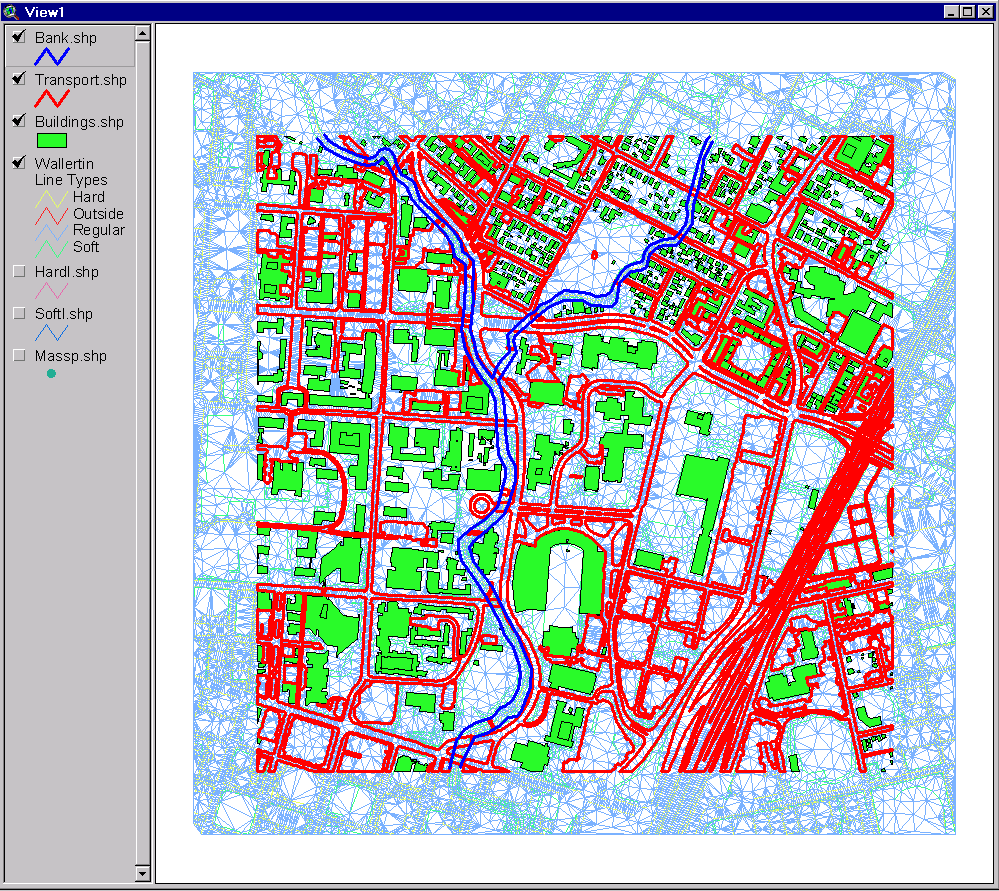 View1
Bank.shp
Transport.shp
Buildings.shp
Wallertin
Line Types
Hard
Outside
Regular
Soft
Hardl.shp
Softl.shp
Massp.shp